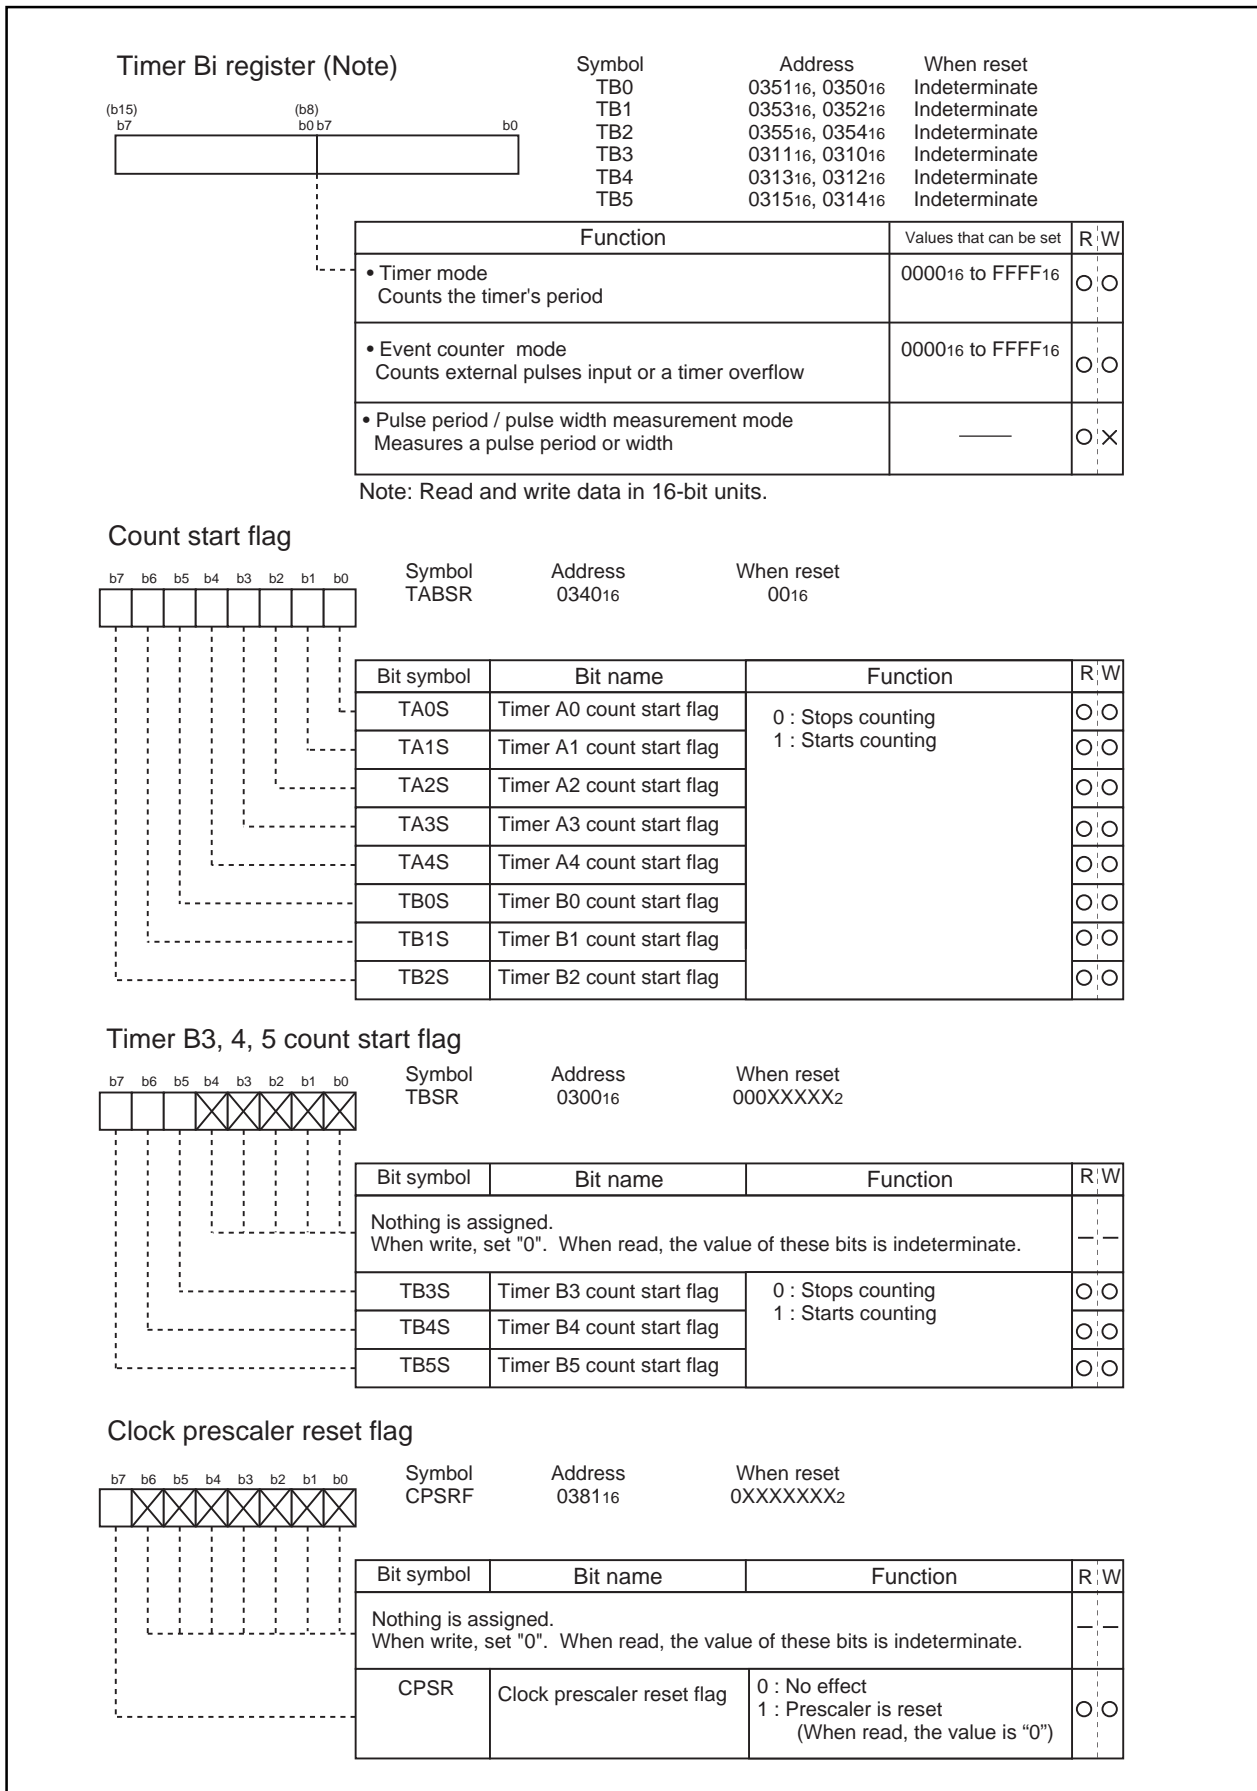 Timer Bi register (Note)
Symbol Address When reset
TB0 035116, 035016 Indeterminate
TB1 035316, 035216 Indeterminate
TB2 035516, 035416 Indeterminate
TB3 031116, 031016 Indeterminate
TB4 031316, 031216 Indeterminate
TB5 031516, 031416 Indeterminate
(b15) (b8)
b7 b0 b7 b0
Function Values that can be set R W
• Timer mode 000016 to FFFF16
Counts the timer's period
• Event counter mode 000016 to FFFF16
Counts external pulses input or a timer overflow
• Pulse period / pulse width measurement mode
Measures a pulse period or width
Note: Read and write data in 16-bit units.
Count start flag
Symbol Address When reset
TABSR 034016 0016
b7 b6 b5 b4 b3 b2 b1 b0
Bit symbol Bit name Function R W
TA0S Timer A0 count start flag 0 : Stops counting
1 : Starts counting
TA1S Timer A1 count start flag
TA2S Timer A2 count start flag
TA3S Timer A3 count start flag
TA4S Timer A4 count start flag
TB0S Timer B0 count start flag
TB1S Timer B1 count start flag
TB2S Timer B2 count start flag
Timer B3, 4, 5 count start flag
Symbol Address When reset
TBSR 030016 000XXXXX2
b7 b6 b5 b4 b3 b2 b1 b0
Bit symbol Bit name Function R W
Nothing is assigned.
When write, set "0". When read, the value of these bits is indeterminate.
TB3S Timer B3 count start flag 0 : Stops counting
1 : Starts counting
TB4S Timer B4 count start flag
TB5S Timer B5 count start flag
Clock prescaler reset flag
Symbol Address When reset
CPSRF 038116 0XXXXXXX2
b7 b6 b5 b4 b3 b2 b1 b0
Bit symbol Bit name Function R W
Nothing is assigned.
When write, set "0". When read, the value of these bits is indeterminate.
CPSR Clock prescaler reset flag 0 : No effect
1 : Prescaler is reset
(When read, the value is “0”)